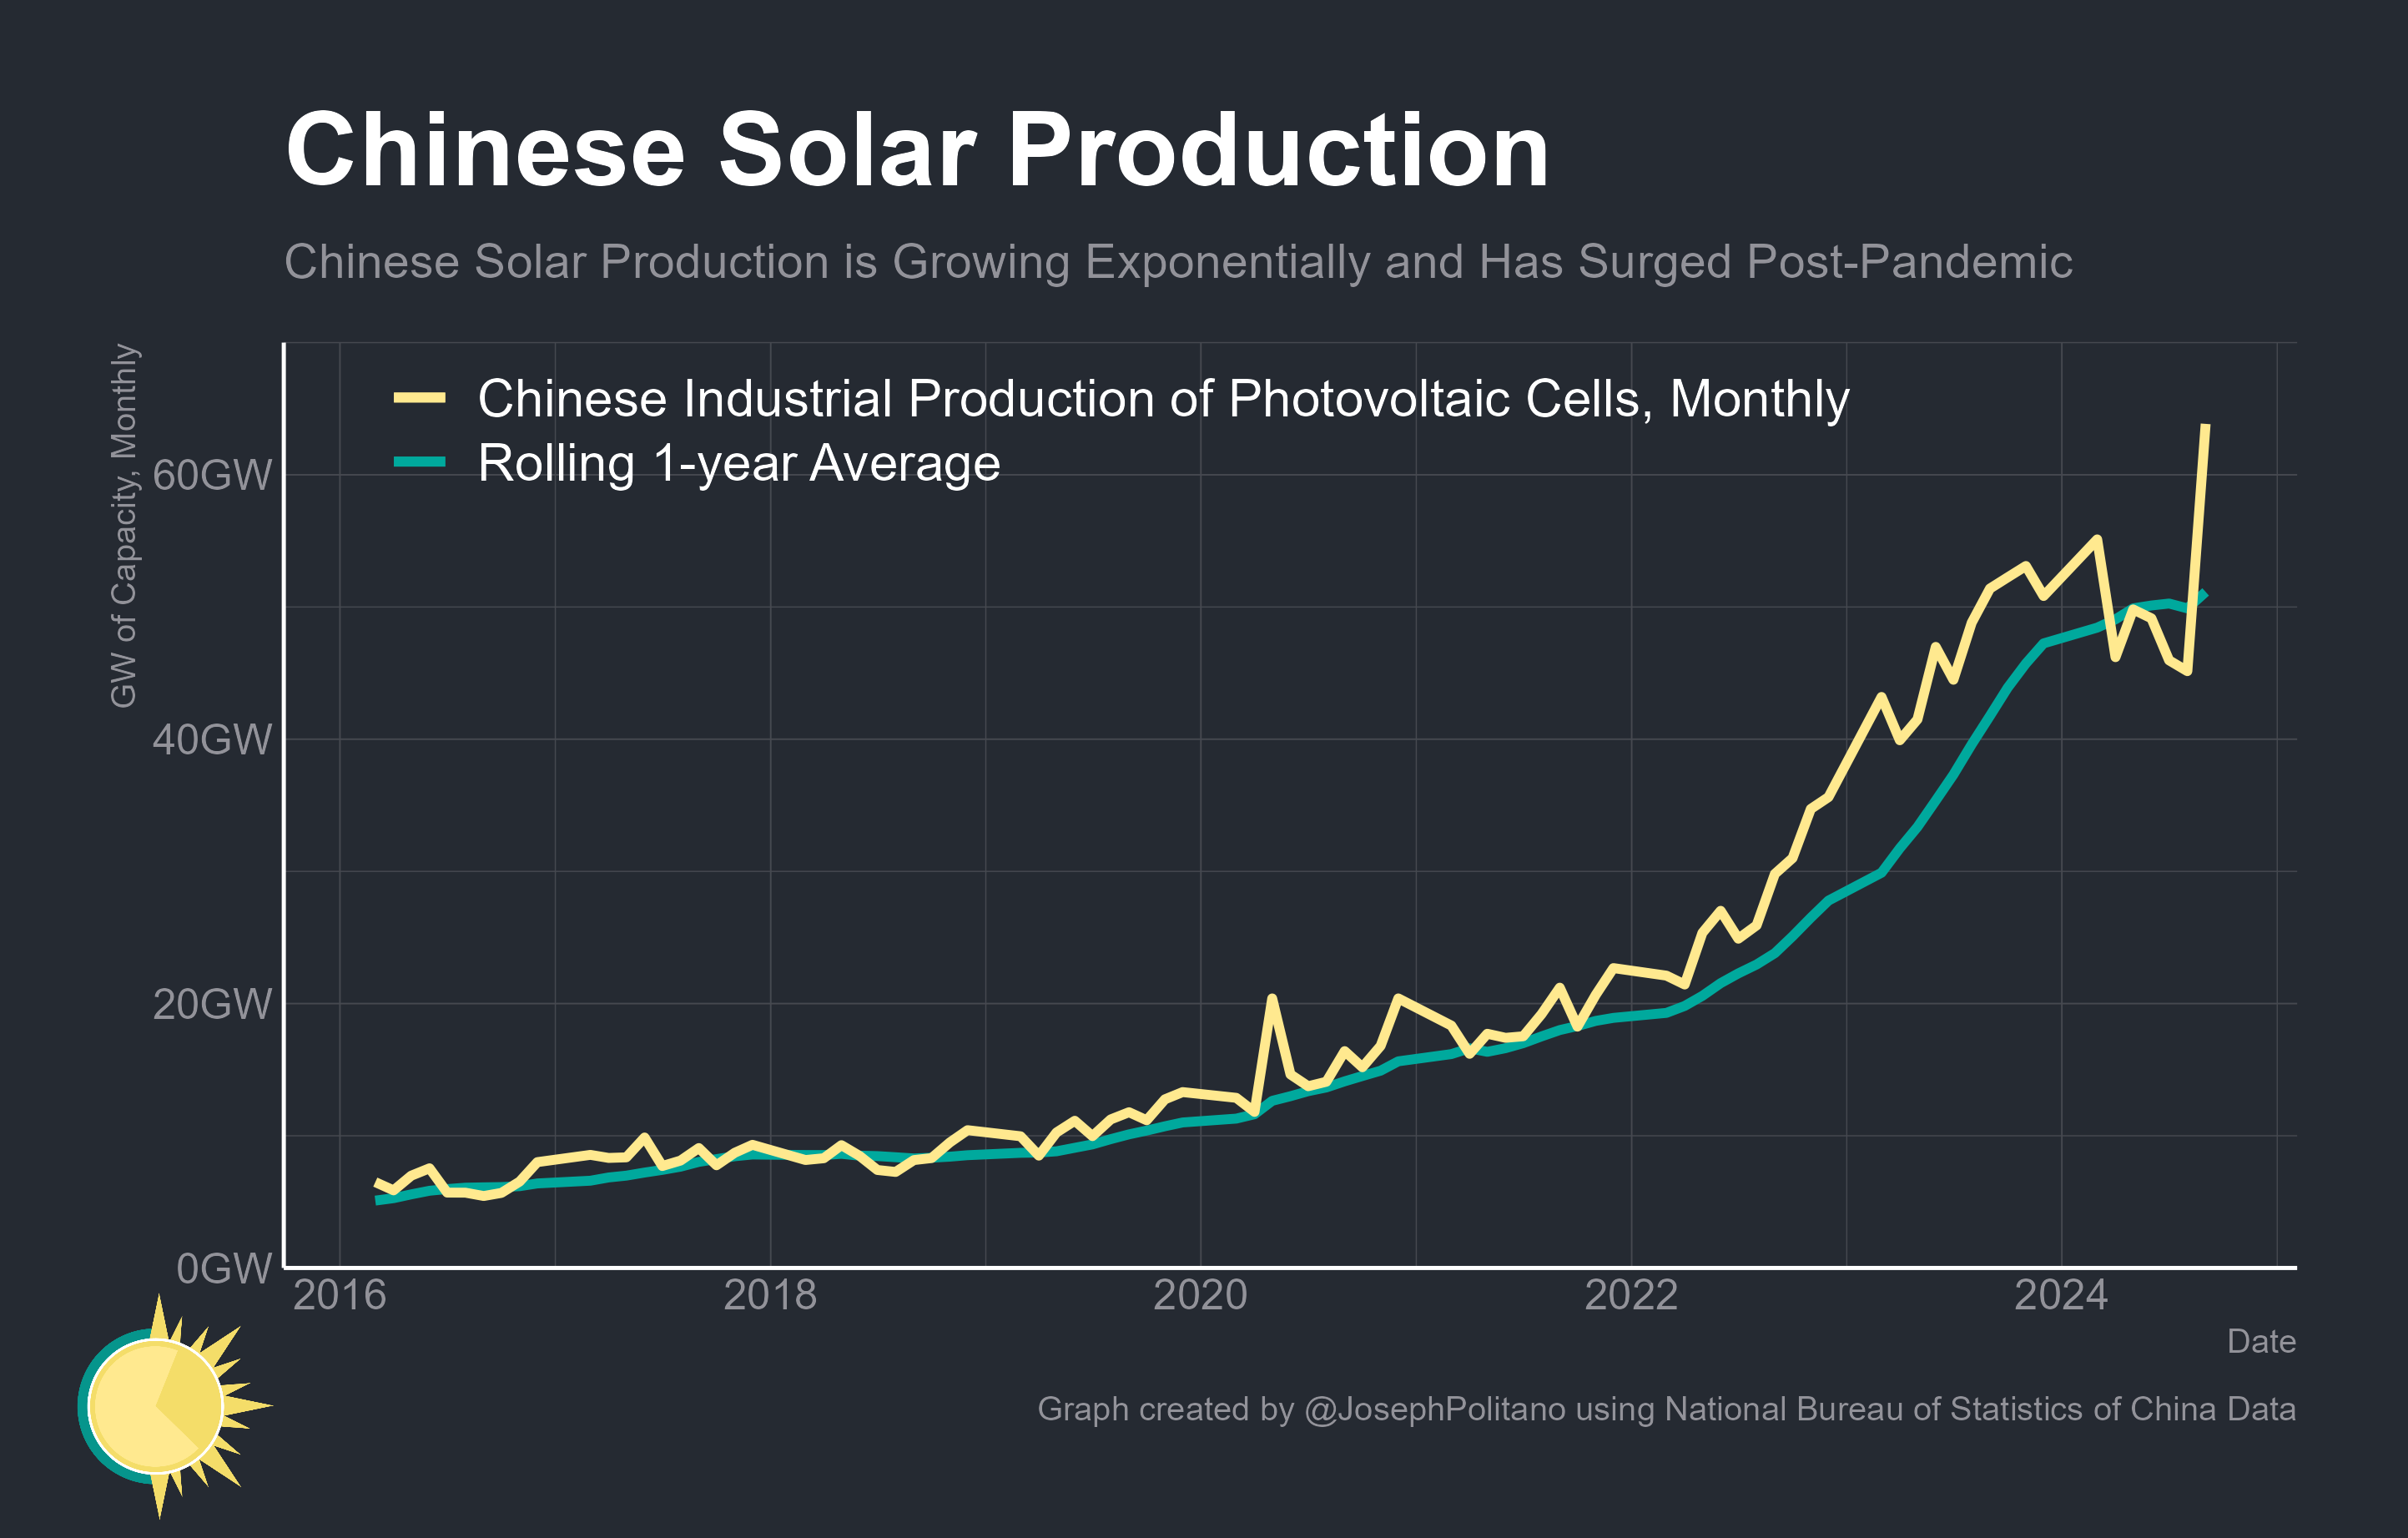 Chinese Solar Production
Chinese Solar Production is Growing Exponentially and Has Surged Post-Pandemic
GW of Capacity, Monthly
Chinese Industrial Production of Photovoltaic Cells, Monthly
Rolling 1-year Average
60GW
40GW
20GW
0GW
2016
2018
2020
2022
2024
Date
Graph created by @JosephPolitano using National Bureau of Statistics of China Data